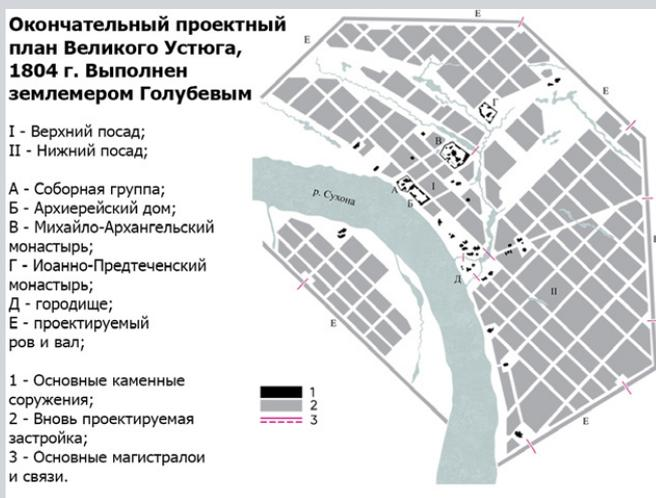 Окончательный проектный
план Великого Устюга,
1804 г. Выполнен
землемером Голубевым
I - Верхний посад;
II - Нижний посад;
А - Соборная группа;
Б - Архиерейский дом;
В - Михайло-Архангельский
монастырь;
Г - Иоанно-Предтеченский
монастырь;
Д - городище;
Е - проектируемый
ров и вал;
1 - Основные каменные
соружения;
2 - Вновь проектируемая
застройка;
3 - Основные магистралои
и связи.
Е
Е
Е
Г
В
А
I
Б
р. Сухона
Е
Д
II
Е
Е
1
2
3